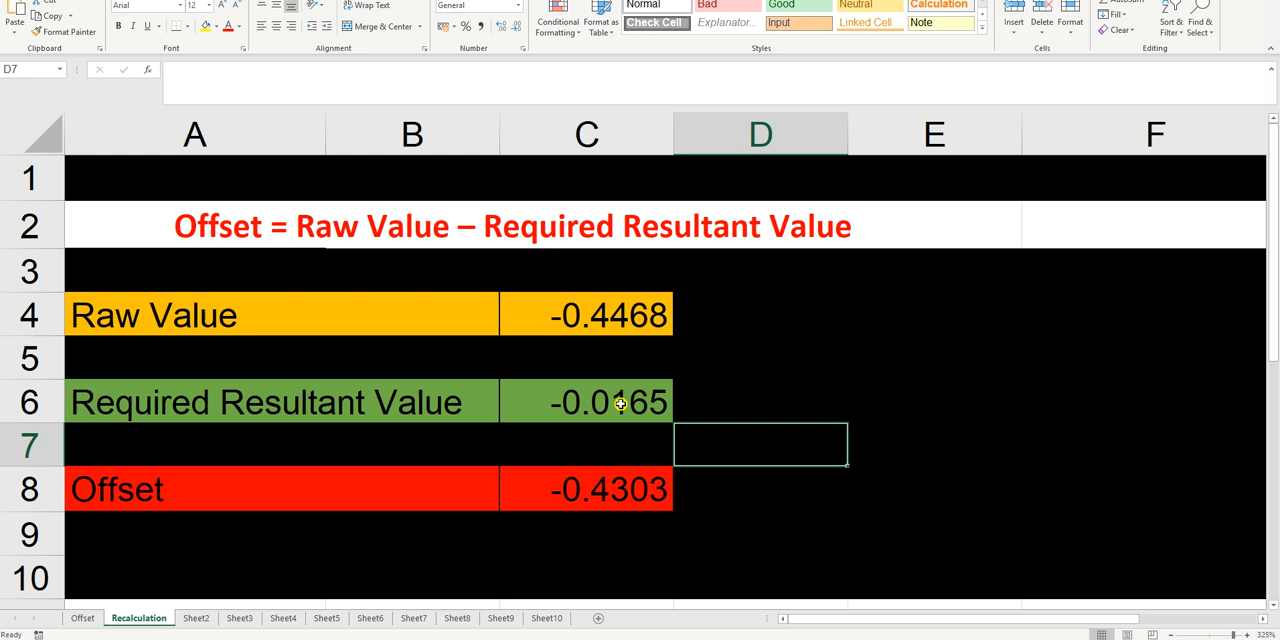 Cut Arial 12 Wrap Text General Normal Bad Good Neutral Calculation AutoSum
Paste Copy Conditional Format as Check Cell Explanator... Input Linked Cell Note Insert Delete Format Fill Sort & Find &
Format Painter B I U Merge & Center % Formatting Table Clear Filter Select
Clipboard Font Alignment Number Styles Cells Editing
D7 fx
A B C D E F
1
2 Offset = Raw Value – Required Resultant Value
3
4 Raw Value -0.4468
5
6 Required Resultant Value -0.0165
7
8 Offset -0.4303
9
10
Offset Recalculation Sheet2 Sheet3 Sheet4 Sheet5 Sheet6 Sheet7 Sheet8 Sheet9 Sheet10
Ready 325%